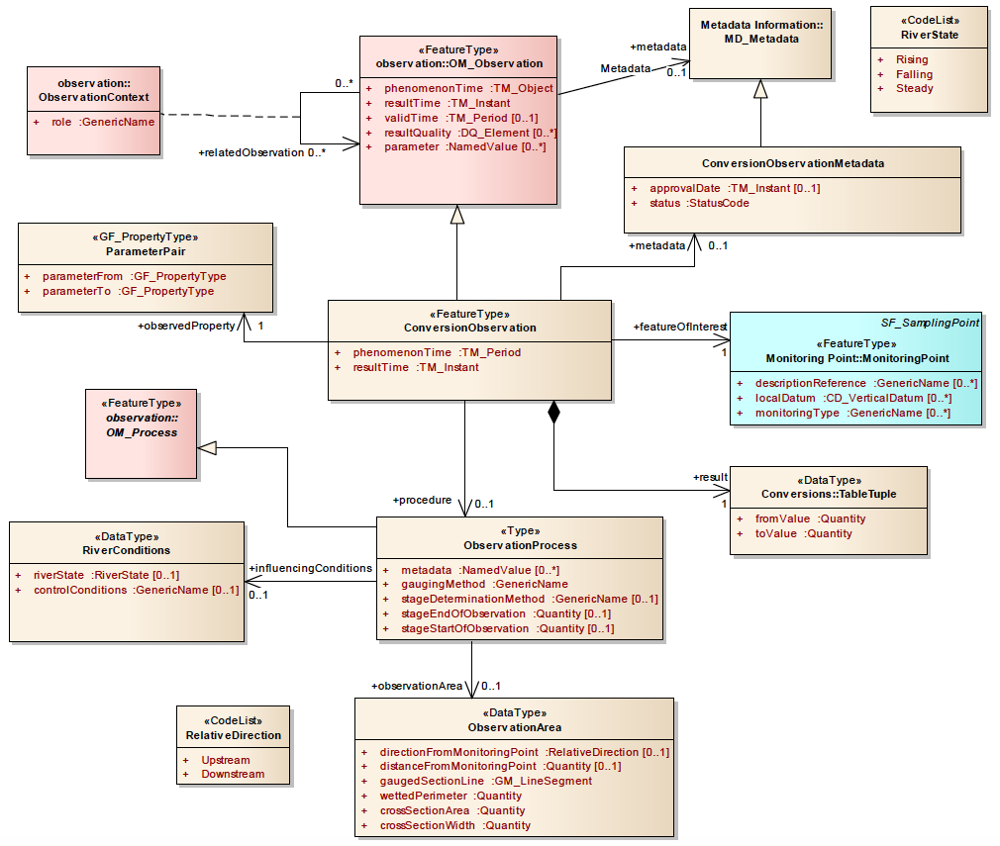 Metadata Information::
MD_Metadata
«CodeList»
RiverState
+ Rising
+ Falling
+ Steady
+metadata
Metadata
0..1
«FeatureType»
observation::OM_Observation
+ phenomenonTime :TM_Object
+ resultTime :TM_Instant
+ validTime :TM_Period [0..1]
+ resultQuality :DQ_Element [0..*]
+ parameter :NamedValue [0..*]
observation::
ObservationContext
+ role :GenericName
0..*
+relatedObservation 0..*
ConversionObservationMetadata
+ approvalDate :TM_Instant [0..1]
+ status :StatusCode
+metadata 0..1
«GF_PropertyType»
ParameterPair
+ parameterFrom :GF_PropertyType
+ parameterTo :GF_PropertyType
+observedProperty 1
«FeatureType»
ConversionObservation
+ phenomenonTime :TM_Period
+ resultTime :TM_Instant
+featureOfInterest
1
SF_SamplingPoint
«FeatureType»
Monitoring Point::MonitoringPoint
+ descriptionReference :GenericName [0..*]
+ localDatum :CD_VerticalDatum [0..*]
+ monitoringType :GenericName [0..*]
«FeatureType»
observation::
OM_Process
+result
1
«DataType»
Conversions::TableTuple
+ fromValue :Quantity
+ toValue :Quantity
+procedure 0..1
«Type»
ObservationProcess
+ metadata :NamedValue [0..*]
+ gaugingMethod :GenericName
+ stageDeterminationMethod :GenericName [0..1]
+ stageEndOfObservation :Quantity [0..1]
+ stageStartOfObservation :Quantity [0..1]
«DataType»
RiverConditions
+ riverState :RiverState [0..1]
+ controlConditions :GenericName [0..1]
+influencingConditions
0..1
+observationArea 0..1
«CodeList»
RelativeDirection
+ Upstream
+ Downstream
«DataType»
ObservationArea
+ directionFromMonitoringPoint :RelativeDirection [0..1]
+ distanceFromMonitoringPoint :Quantity [0..1]
+ gaugedSectionLine :GM_LineSegment
+ wettedPerimeter :Quantity
+ crossSectionArea :Quantity
+ crossSectionWidth :Quantity